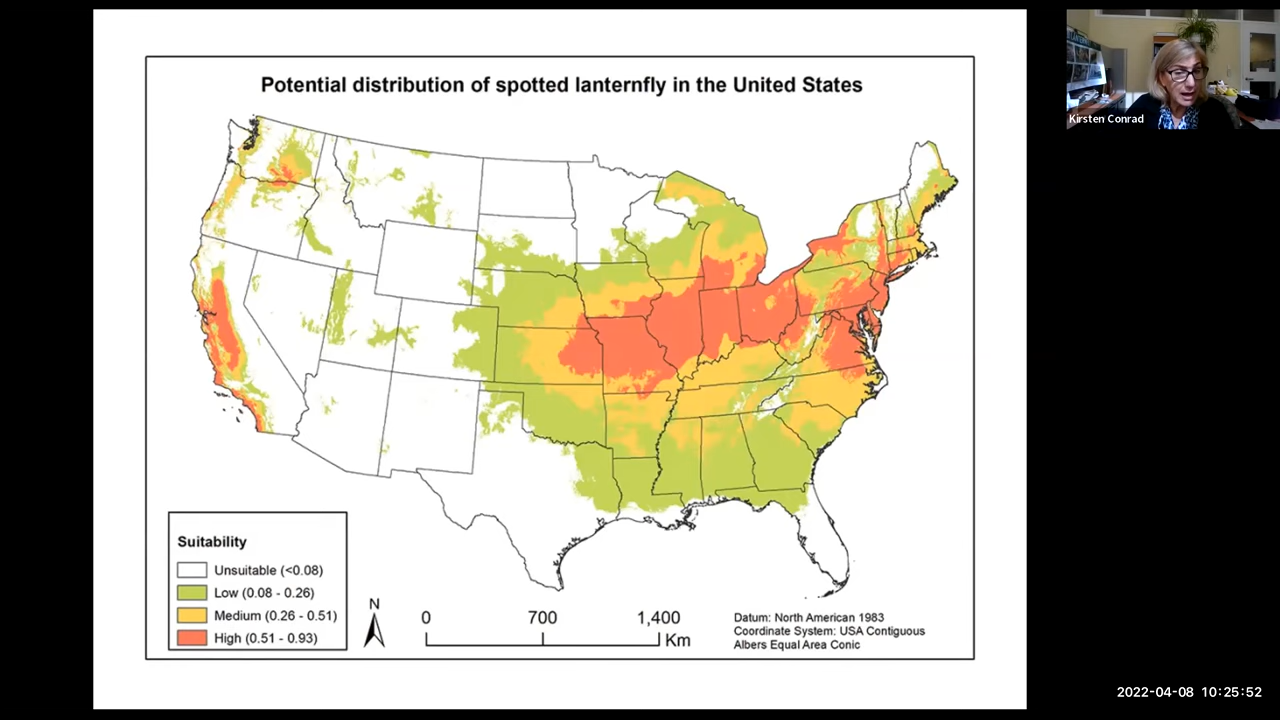 Potential distribution of spotted lanternfly in the United States
Kirsten Conrad
Suitability
Unsuitable (<0.08)
Low (0.08 - 0.26)
Medium (0.26 - 0.51)
High (0.51 - 0.93)
N
0 700 1,400
Km
Datum: North American 1983
Coordinate System: USA Contiguous
Albers Equal Area Conic
2022-04-08 10:25:52